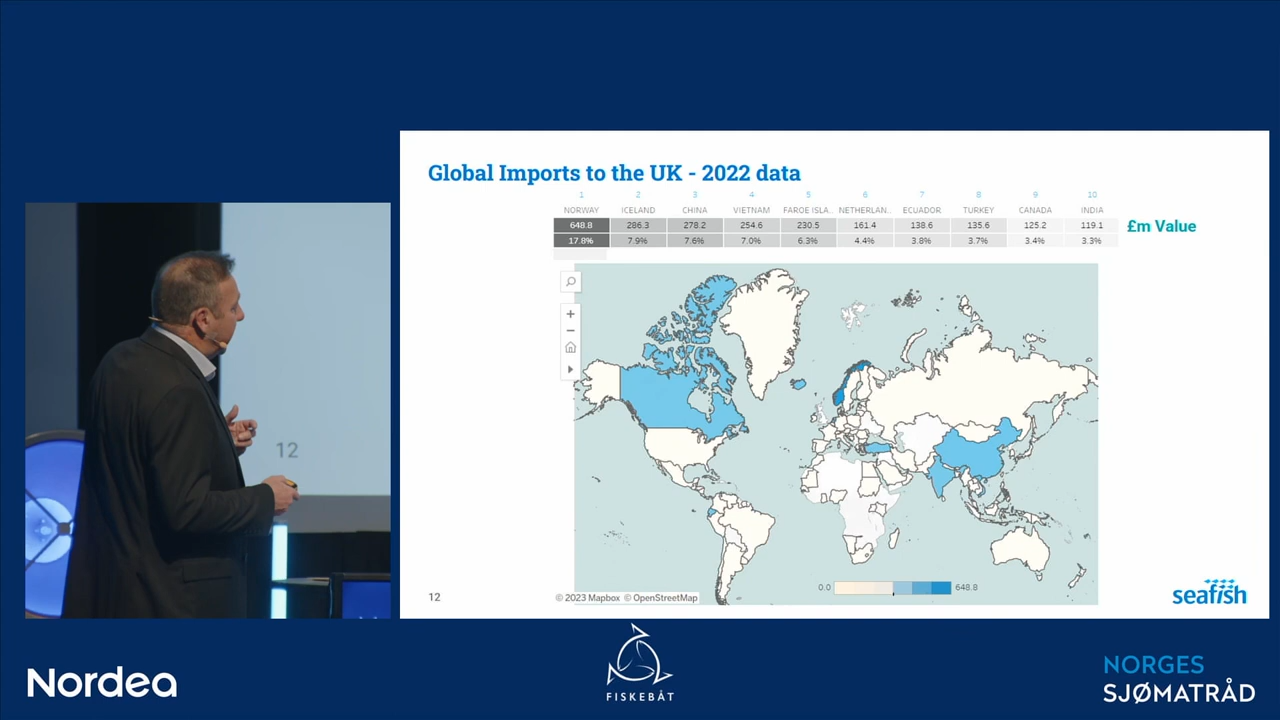 Global Imports to the UK - 2022 data
1 2 3 4 5 6 7 8 9 10
NORWAY ICELAND CHINA VIETNAM FAROE ISLA.. NETHERLAN.. ECUADOR TURKEY CANADA INDIA
648.8 286.3 278.2 254.6 230.5 161.4 138.6 135.6 125.2 119.1
£m Value
17.8% 7.9% 7.6% 7.0% 6.3% 4.4% 3.8% 3.7% 3.4% 3.3%
12
0.0 648.8
12
© 2023 Mapbox © OpenStreetMap
seafish
Nordea
FISKEBÅT
NORGES
SJØMATRÅD